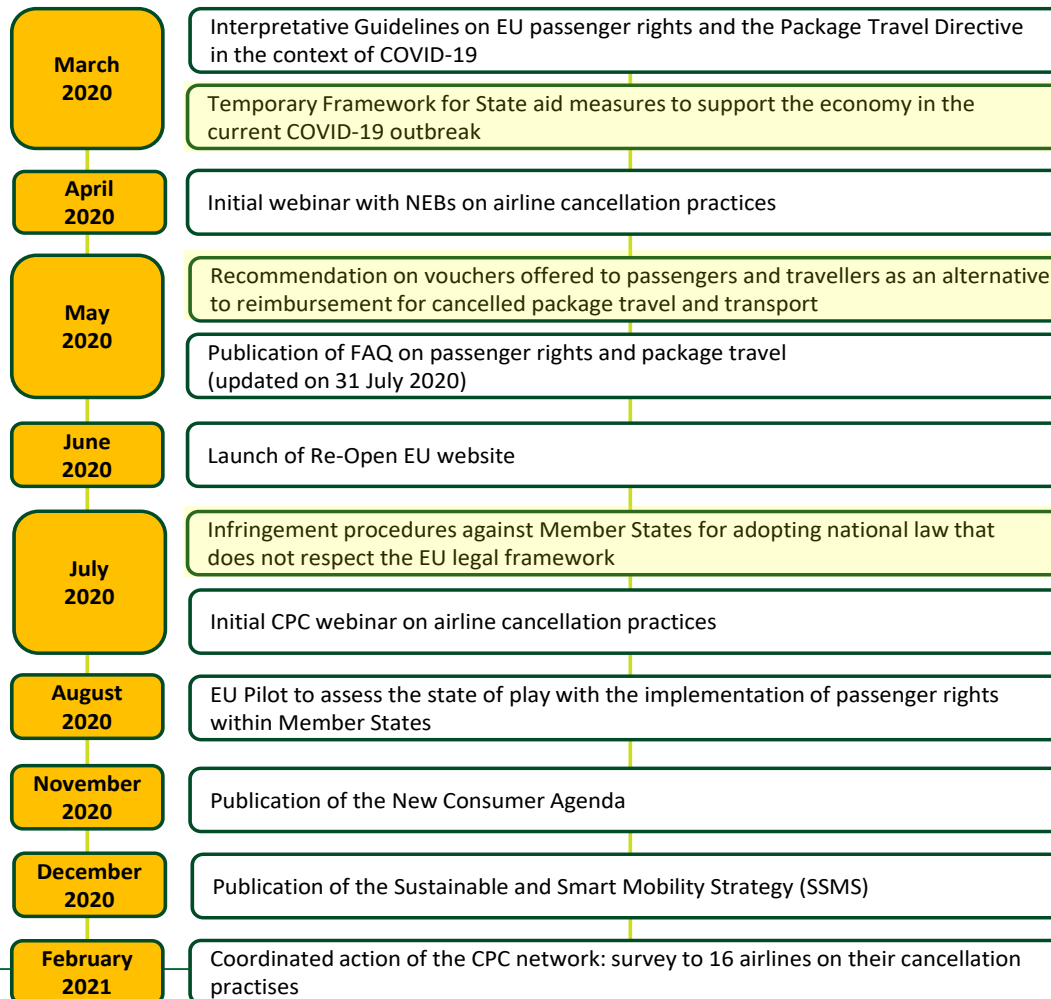 March
2020
Interpretative Guidelines on EU passenger rights and the Package Travel Directive
in the context of COVID-19
Temporary Framework for State aid measures to support the economy in the
current COVID-19 outbreak
April
2020
Initial webinar with NEBs on airline cancellation practices
May
2020
Recommendation on vouchers offered to passengers and travellers as an alternative
to reimbursement for cancelled package travel and transport
Publication of FAQ on passenger rights and package travel
(updated on 31 July 2020)
June
2020
Launch of Re-Open EU website
July
2020
Infringement procedures against Member States for adopting national law that
does not respect the EU legal framework
Initial CPC webinar on airline cancellation practices
August
2020
EU Pilot to assess the state of play with the implementation of passenger rights
within Member States
November
2020
Publication of the New Consumer Agenda
December
2020
Publication of the Sustainable and Smart Mobility Strategy (SSMS)
February
2021
Coordinated action of the CPC network: survey to 16 airlines on their cancellation
practises